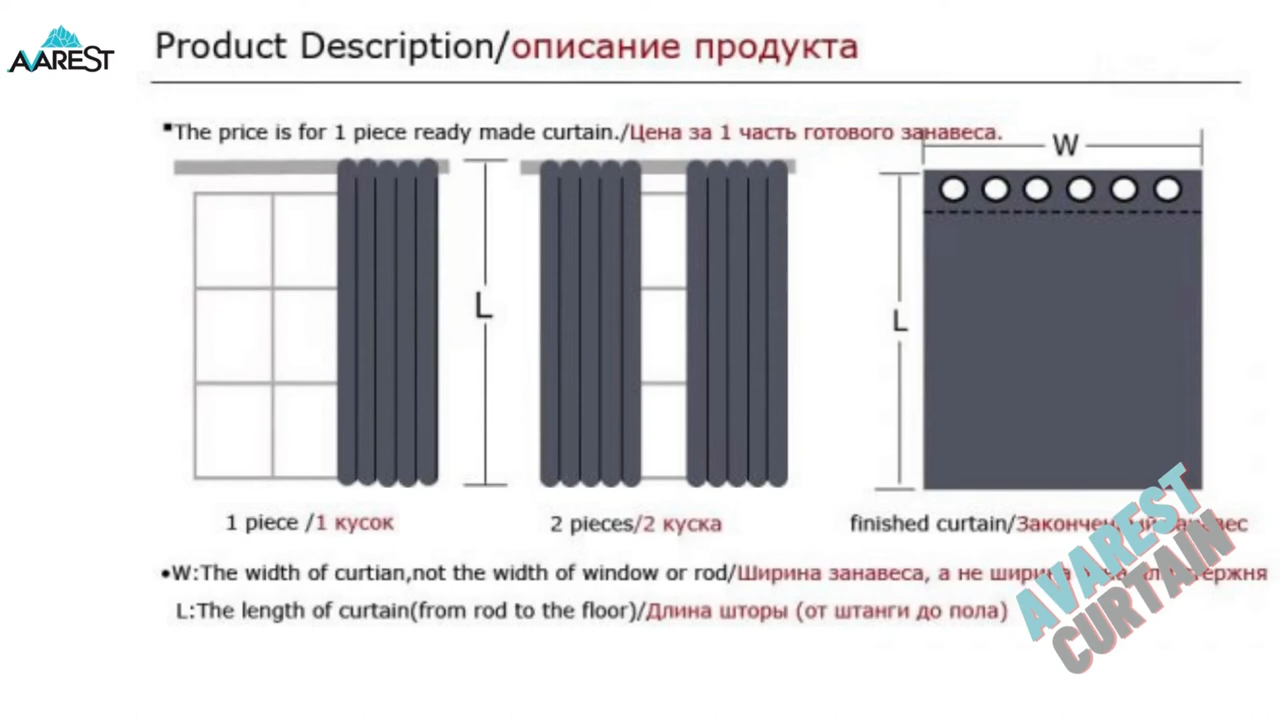 AVAREST
Product Description/описание продукта
▪The price is for 1 piece ready made curtain./Цена за 1 часть готового занавеса.
W
L
L
1 piece /1 кусок
2 pieces/2 куска
finished curtain/
•W:The width of curtian,not the width of window or rod/Ширина занавеса, а не ширина
L:The length of curtain(from rod to the floor)/Длина шторы (от штанги до пола)
AVAREST
CURTAIN